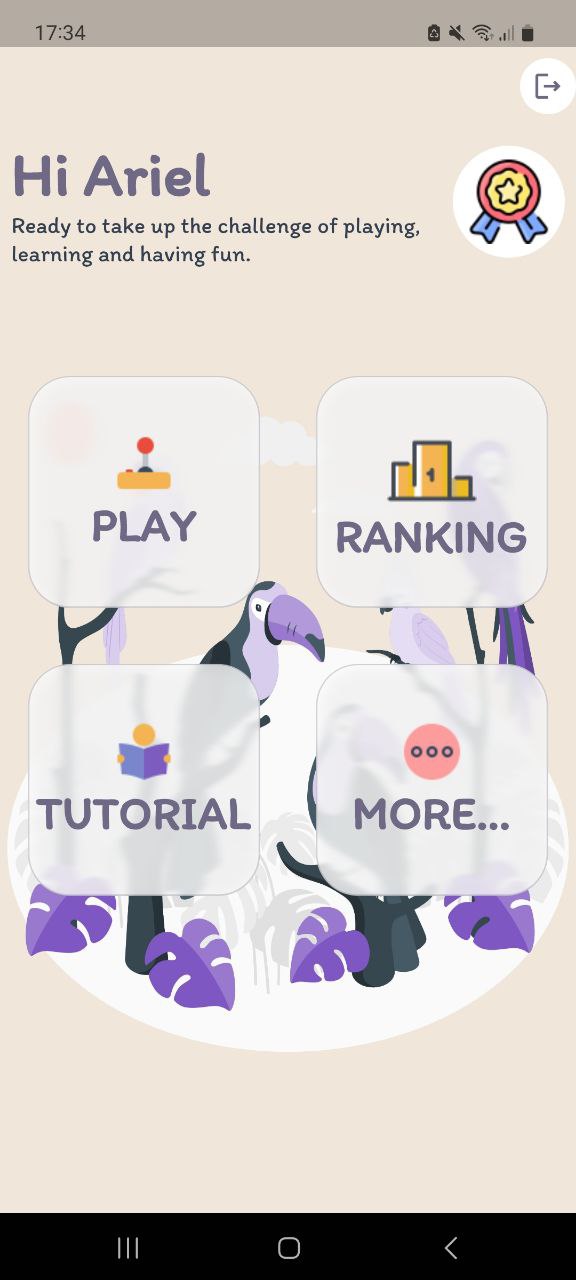 17:34
Hi Ariel
Ready to take up the challenge of playing,
learning and having fun.
1
PLAY
RANKING
TUTORIAL
MORE...